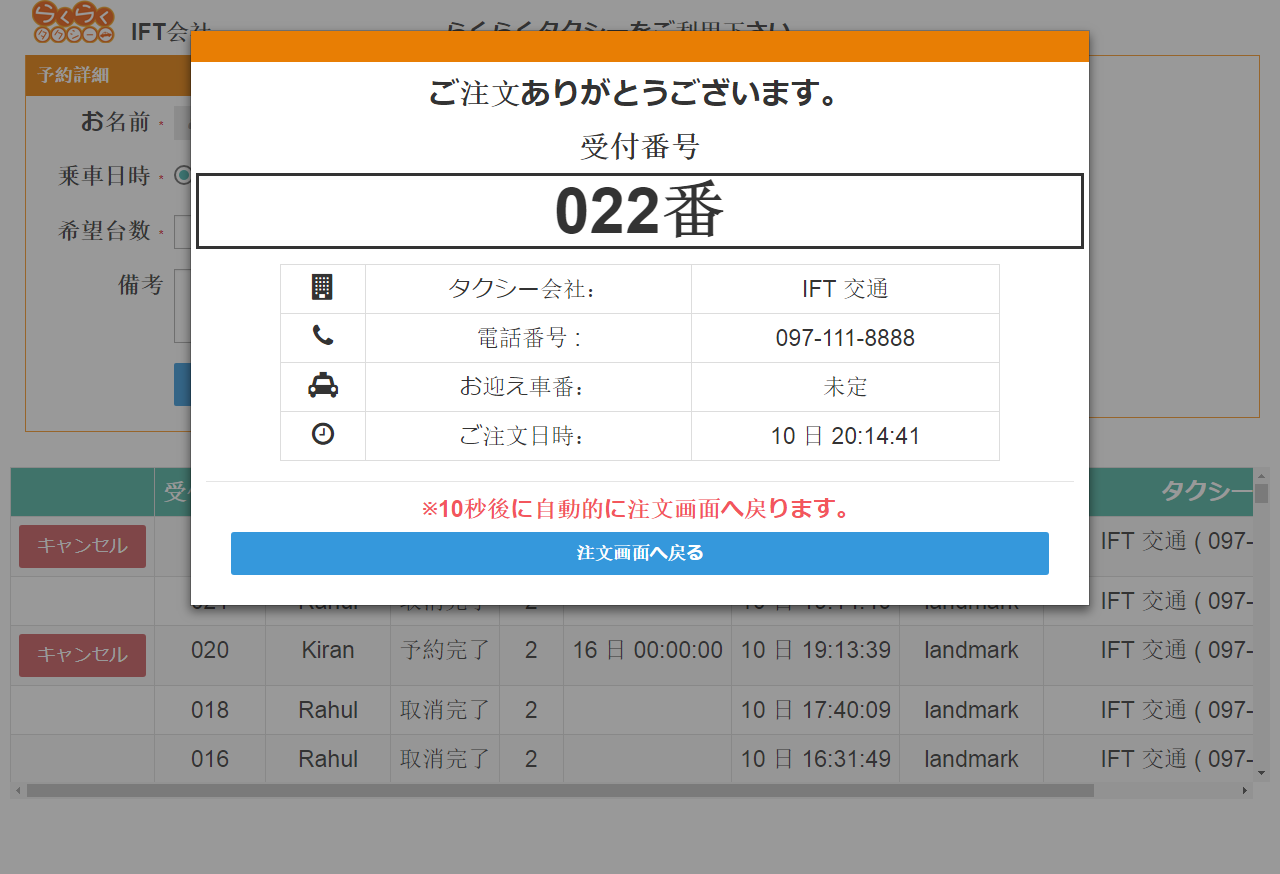 らくらく
タクシー
IFT会社
らくらくタクシーをご利用下さい
予約詳細
お名前 *
乗車日時 *
希望台数 *
備考
ご注文ありがとうございます。
受付番号
022番
タクシー会社: IFT 交通
電話番号 : 097-111-8888
お迎え車番: 未定
ご注文日時: 10 日 20:14:41
※10秒後に自動的に注文画面へ戻ります。
注文画面へ戻る
受 タクシー
キャンセル IFT 交通 ( 097-
021 Rahul 取消完了 2 landmark IFT 交通 ( 097-
キャンセル 020 Kiran 予約完了 2 16 日 00:00:00 10 日 19:13:39 landmark IFT 交通 ( 097-
018 Rahul 取消完了 2 10 日 17:40:09 landmark IFT 交通 ( 097-
016 Rahul 取消完了 2 10 日 16:31:49 landmark IFT 交通 ( 097-